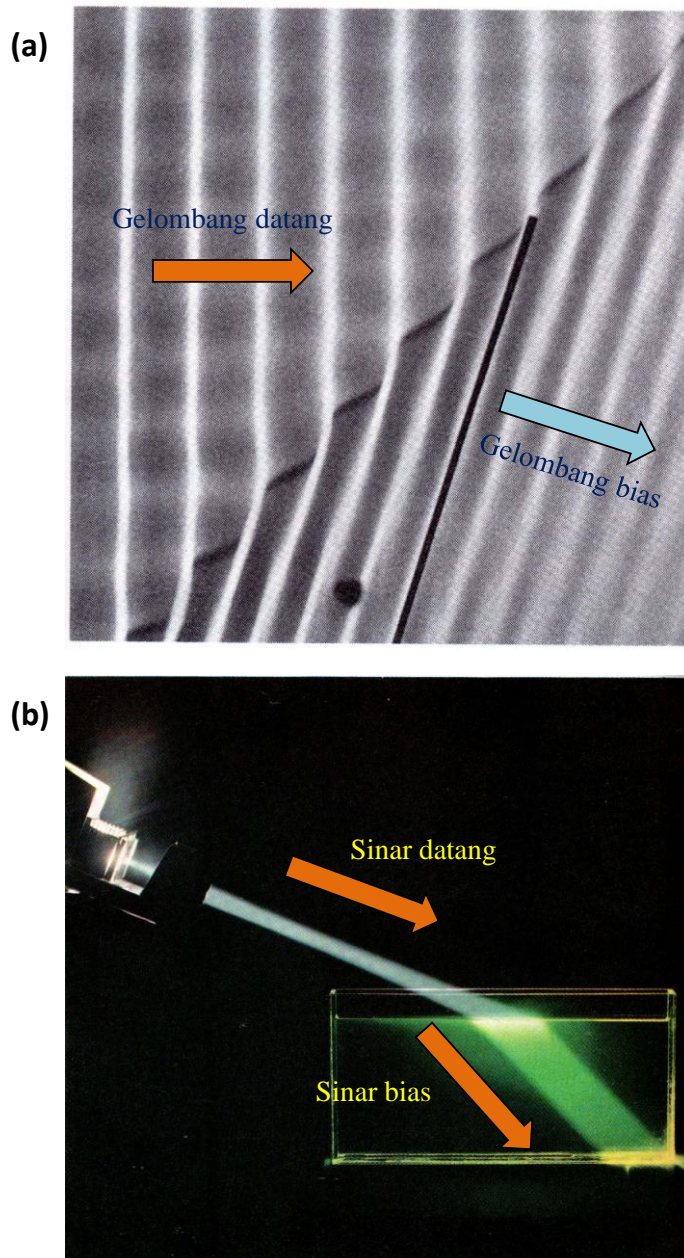 (a)
Gelombang datang
Gelombang bias
(b)
Sinar datang
Sinar bias